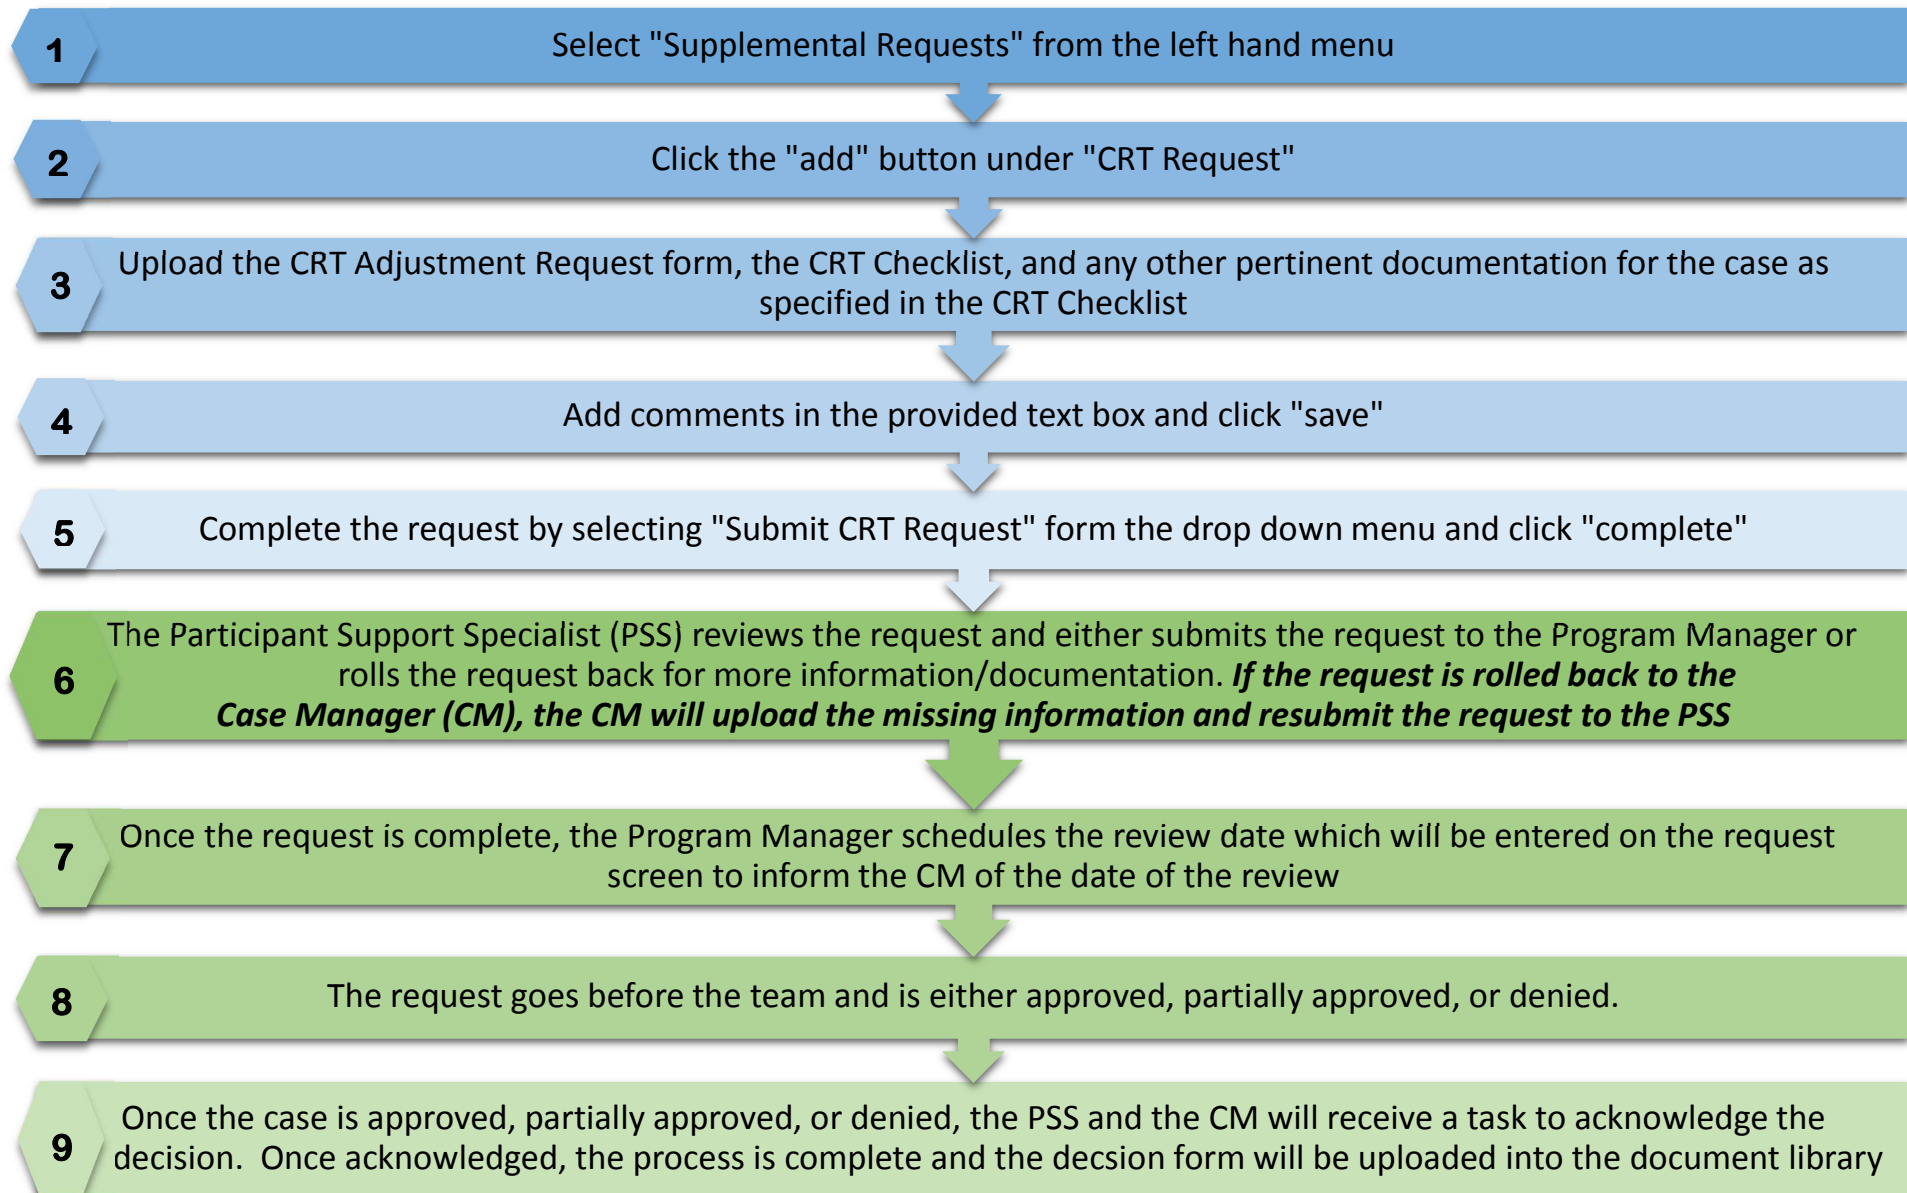 1
Select "Supplemental Requests" from the left hand menu
2
Click the "add" button under "CRT Request"
3
Upload the CRT Adjustment Request form, the CRT Checklist, and any other pertinent documentation for the case as
specified in the CRT Checklist
4
Add comments in the provided text box and click "save"
5
Complete the request by selecting "Submit CRT Request" form the drop down menu and click "complete"
6
The Participant Support Specialist (PSS) reviews the request and either submits the request to the Program Manager or
rolls the request back for more information/documentation. If the request is rolled back to the
Case Manager (CM), the CM will upload the missing information and resubmit the request to the PSS
7
Once the request is complete, the Program Manager schedules the review date which will be entered on the request
screen to inform the CM of the date of the review
8
The request goes before the team and is either approved, partially approved, or denied.
9
Once the case is approved, partially approved, or denied, the PSS and the CM will receive a task to acknowledge the
decision.  Once acknowledged, the process is complete and the decsion form will be uploaded into the document library